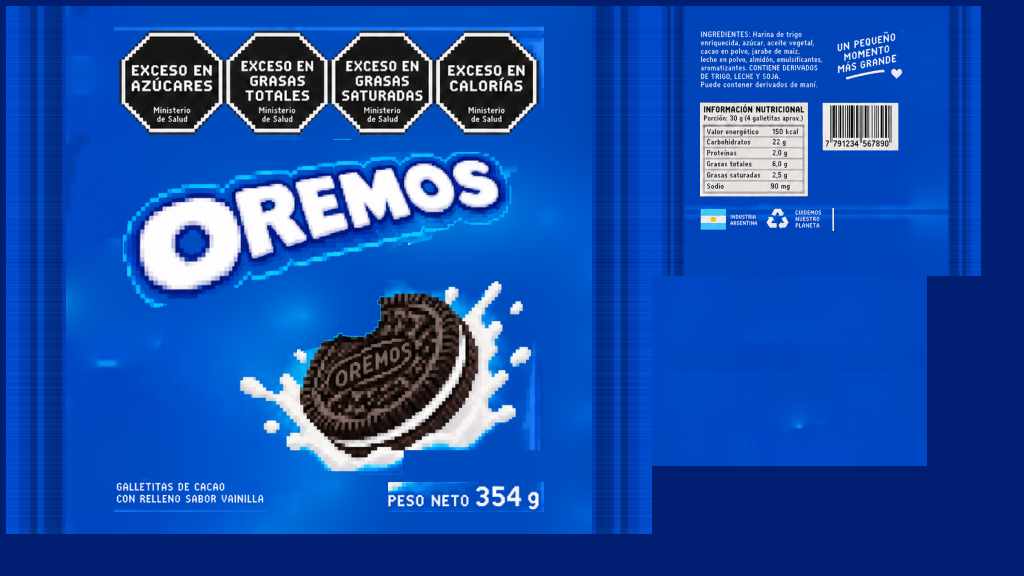 EXCESO EN
AZÚCARES
Ministerio
de Salud
EXCESO EN
GRASAS
TOTALES
Ministerio
de Salud
EXCESO EN
GRASAS
SATURADAS
Ministerio
de Salud
EXCESO EN
CALORÍAS
Ministerio
de Salud
OREMOS
OREMOS
GALLETITAS DE CACAO
CON RELLENO SABOR VAINILLA
PESO NETO 354 g
INGREDIENTES: Harina de trigo
enriquecida, azúcar, aceite vegetal,
cacao en polvo, jarabe de maíz,
leche en polvo, almidón, emulsificantes,
aromatizantes. CONTIENE DERIVADOS
DE TRIGO, LECHE Y SOJA.
Puede contener derivados de maní.
UN PEQUEÑO
MOMENTO
MÁS GRANDE
INFORMACIÓN NUTRICIONAL
Porción: 30 g (4 galletitas aprox.)
Valor energético 150 kcal
Carbohidratos 22 g
Proteínas 2,0 g
Grasas totales 6,0 g
Grasas saturadas 2,5 g
Sodio 90 mg
7 791234 567890
INDUSTRIA
ARGENTINA
CUIDEMOS
NUESTRO
PLANETA